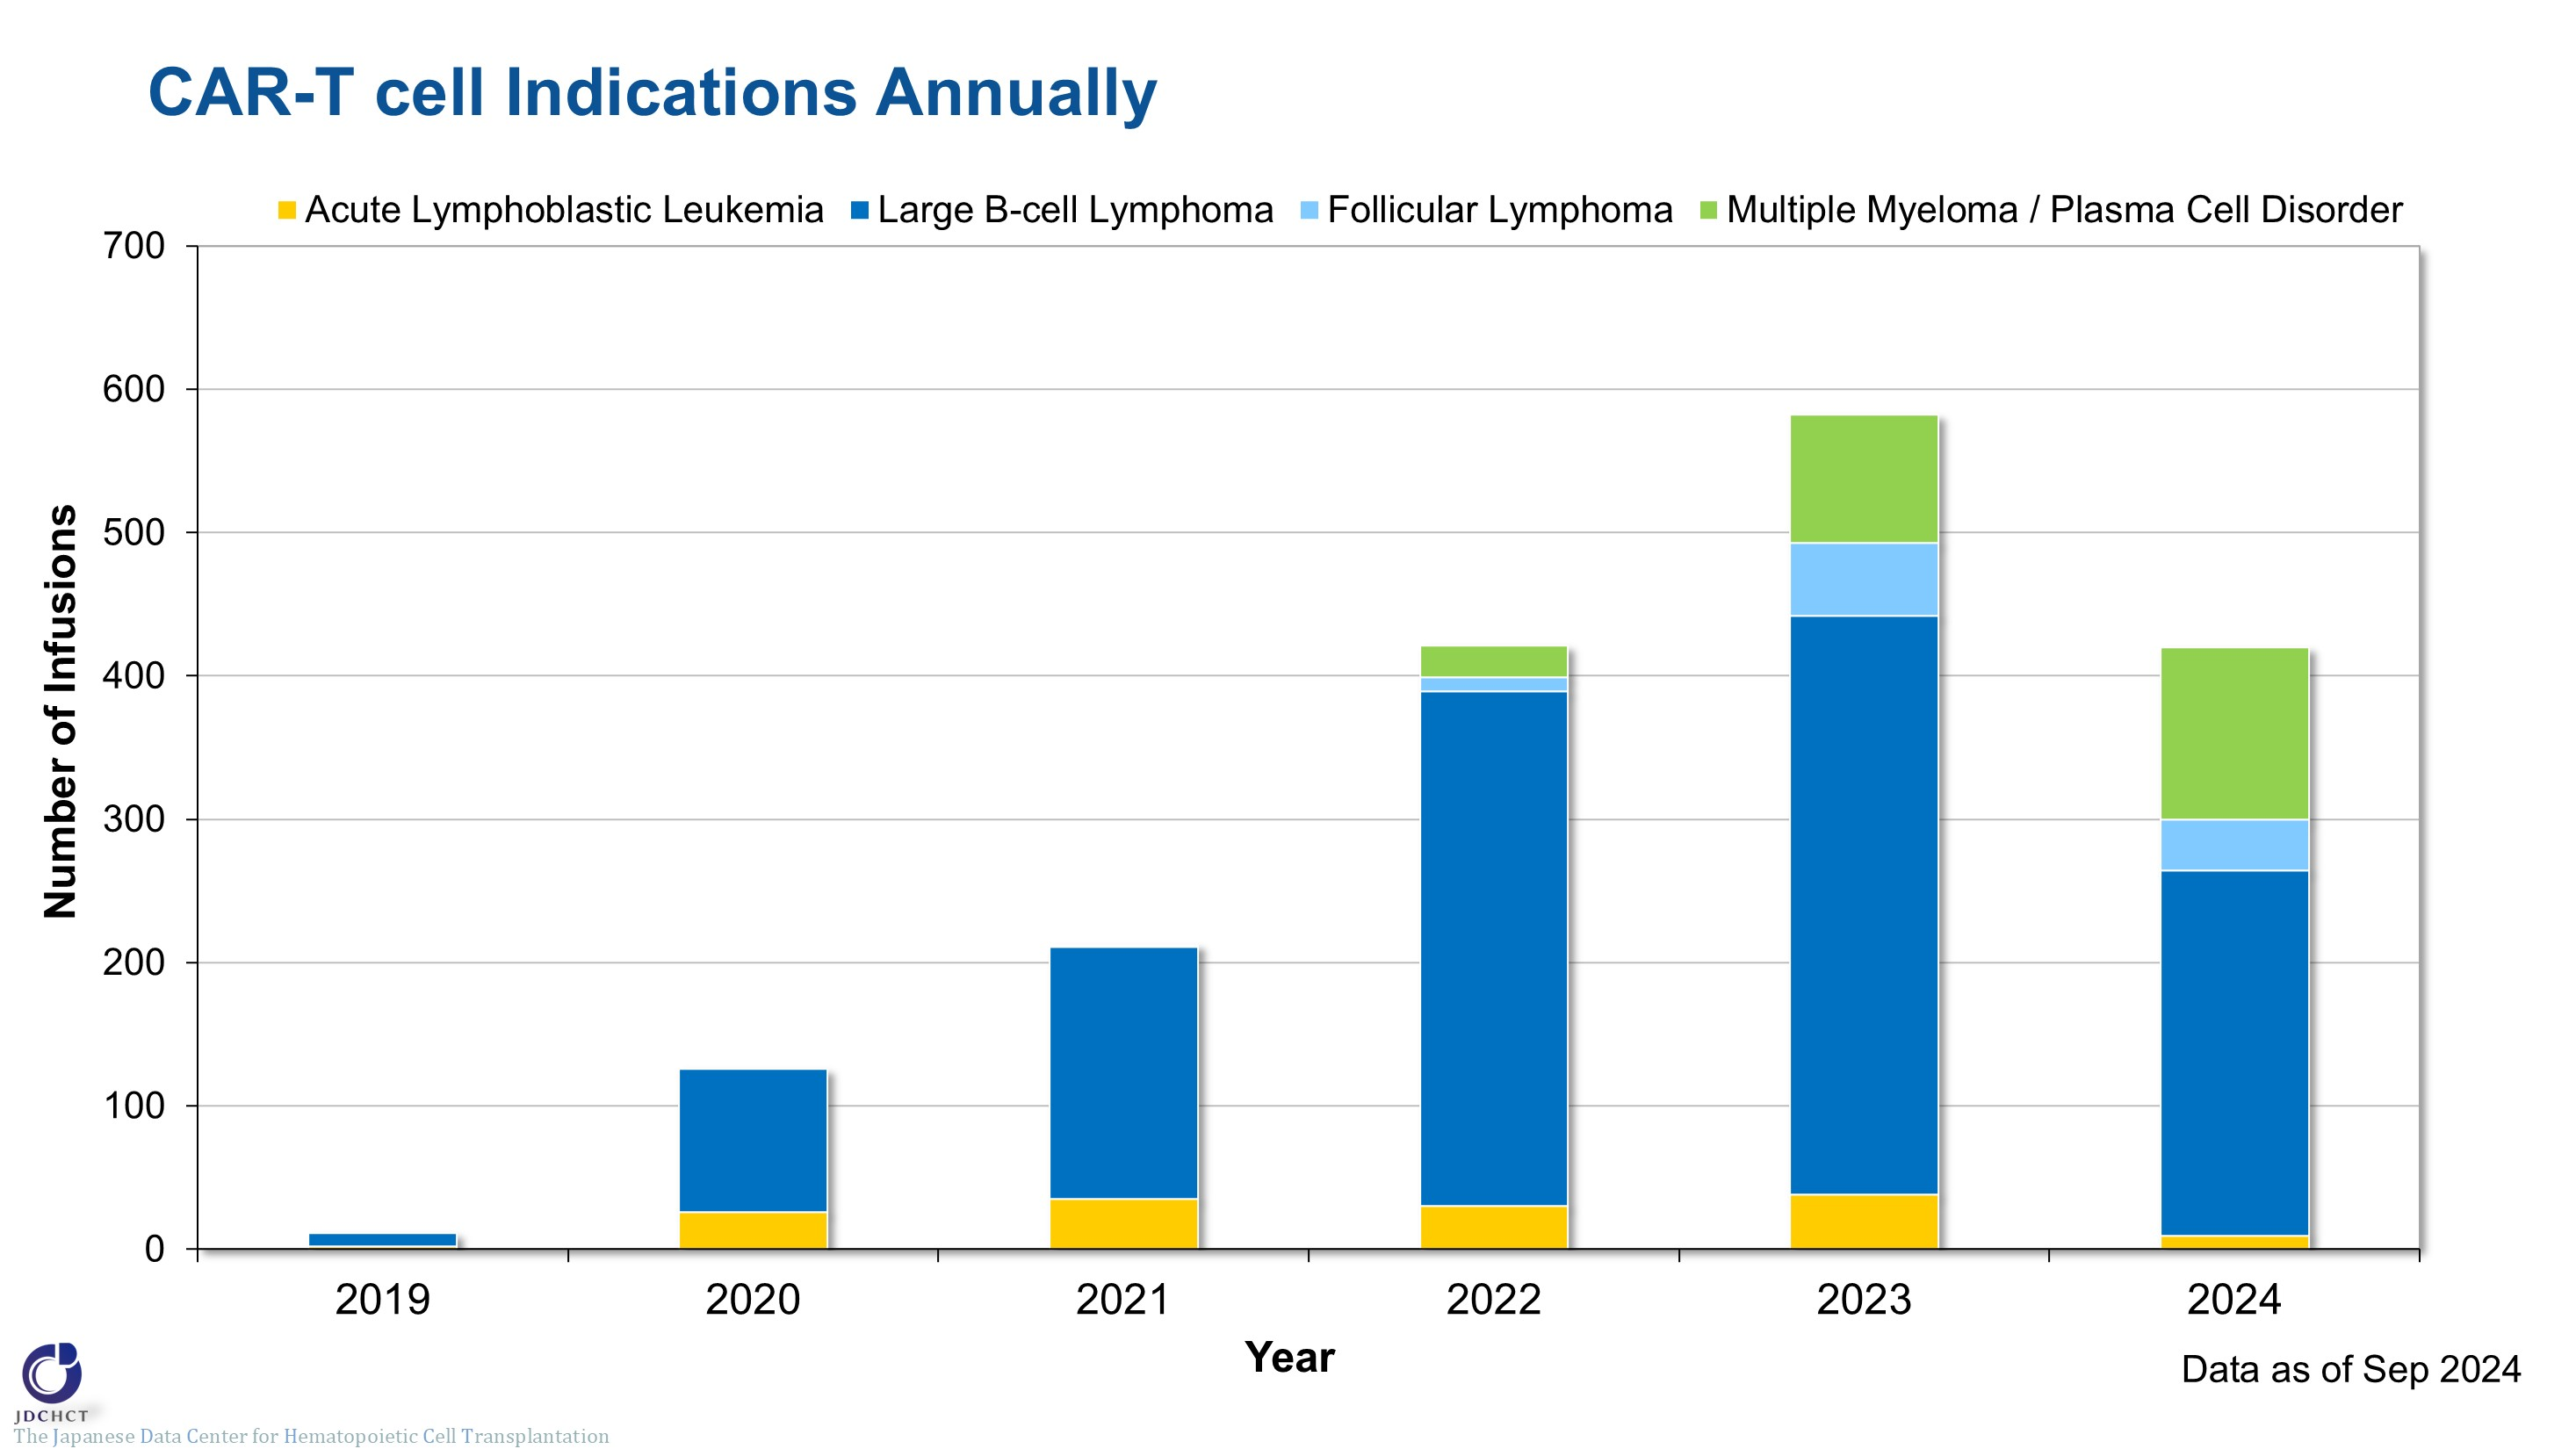 CAR-T cell Indications Annually
Acute Lymphoblastic Leukemia Large B-cell Lymphoma Follicular Lymphoma Multiple Myeloma / Plasma Cell Disorder
700
600
500
400
300
200
100
0
Number of Infusions
2019 2020 2021 2022 2023 2024
Year
Data as of Sep 2024
JDCHCT
The Japanese Data Center for Hematopoietic Cell Transplantation